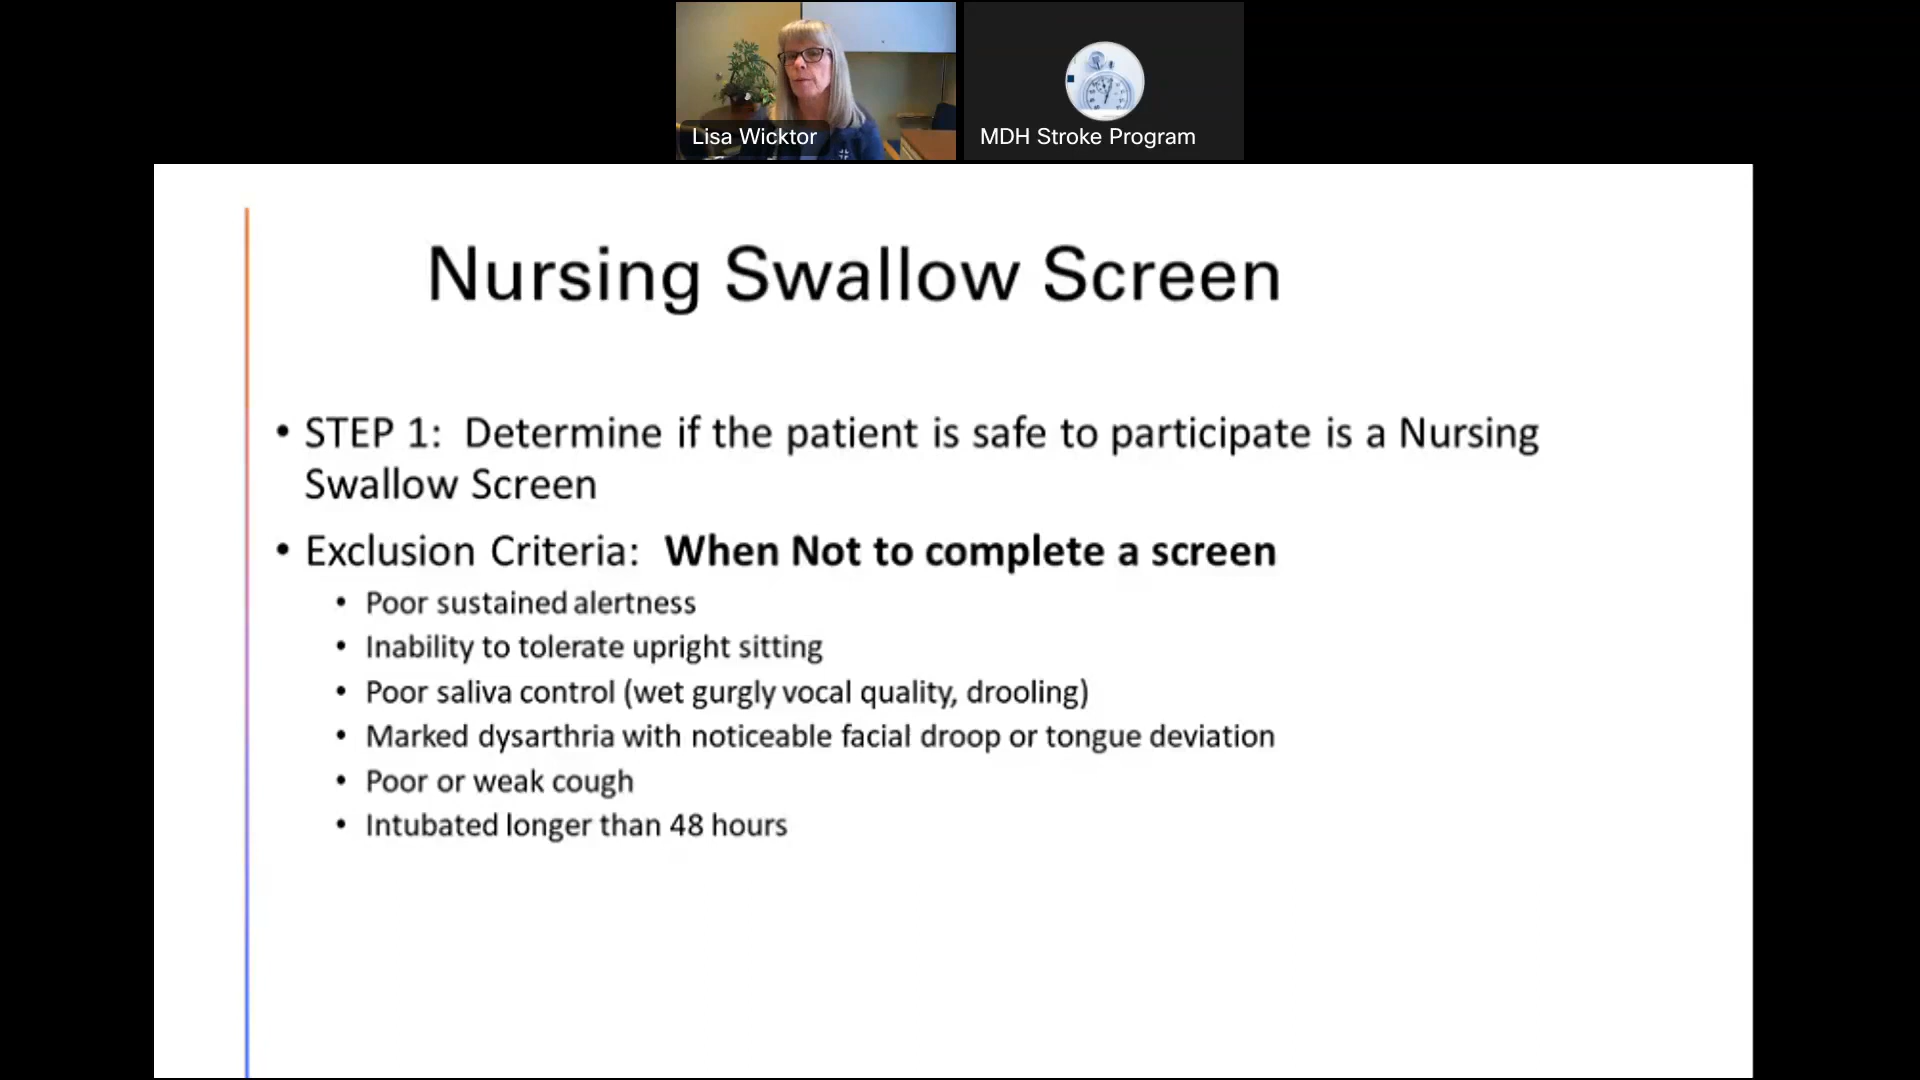 Lisa Wicktor
MDH Stroke Program
Nursing Swallow Screen
• STEP 1: Determine if the patient is safe to participate is a Nursing
Swallow Screen
• Exclusion Criteria: When Not to complete a screen
• Poor sustained alertness
• Inability to tolerate upright sitting
• Poor saliva control (wet gurgly vocal quality, drooling)
• Marked dysarthria with noticeable facial droop or tongue deviation
• Poor or weak cough
• Intubated longer than 48 hours